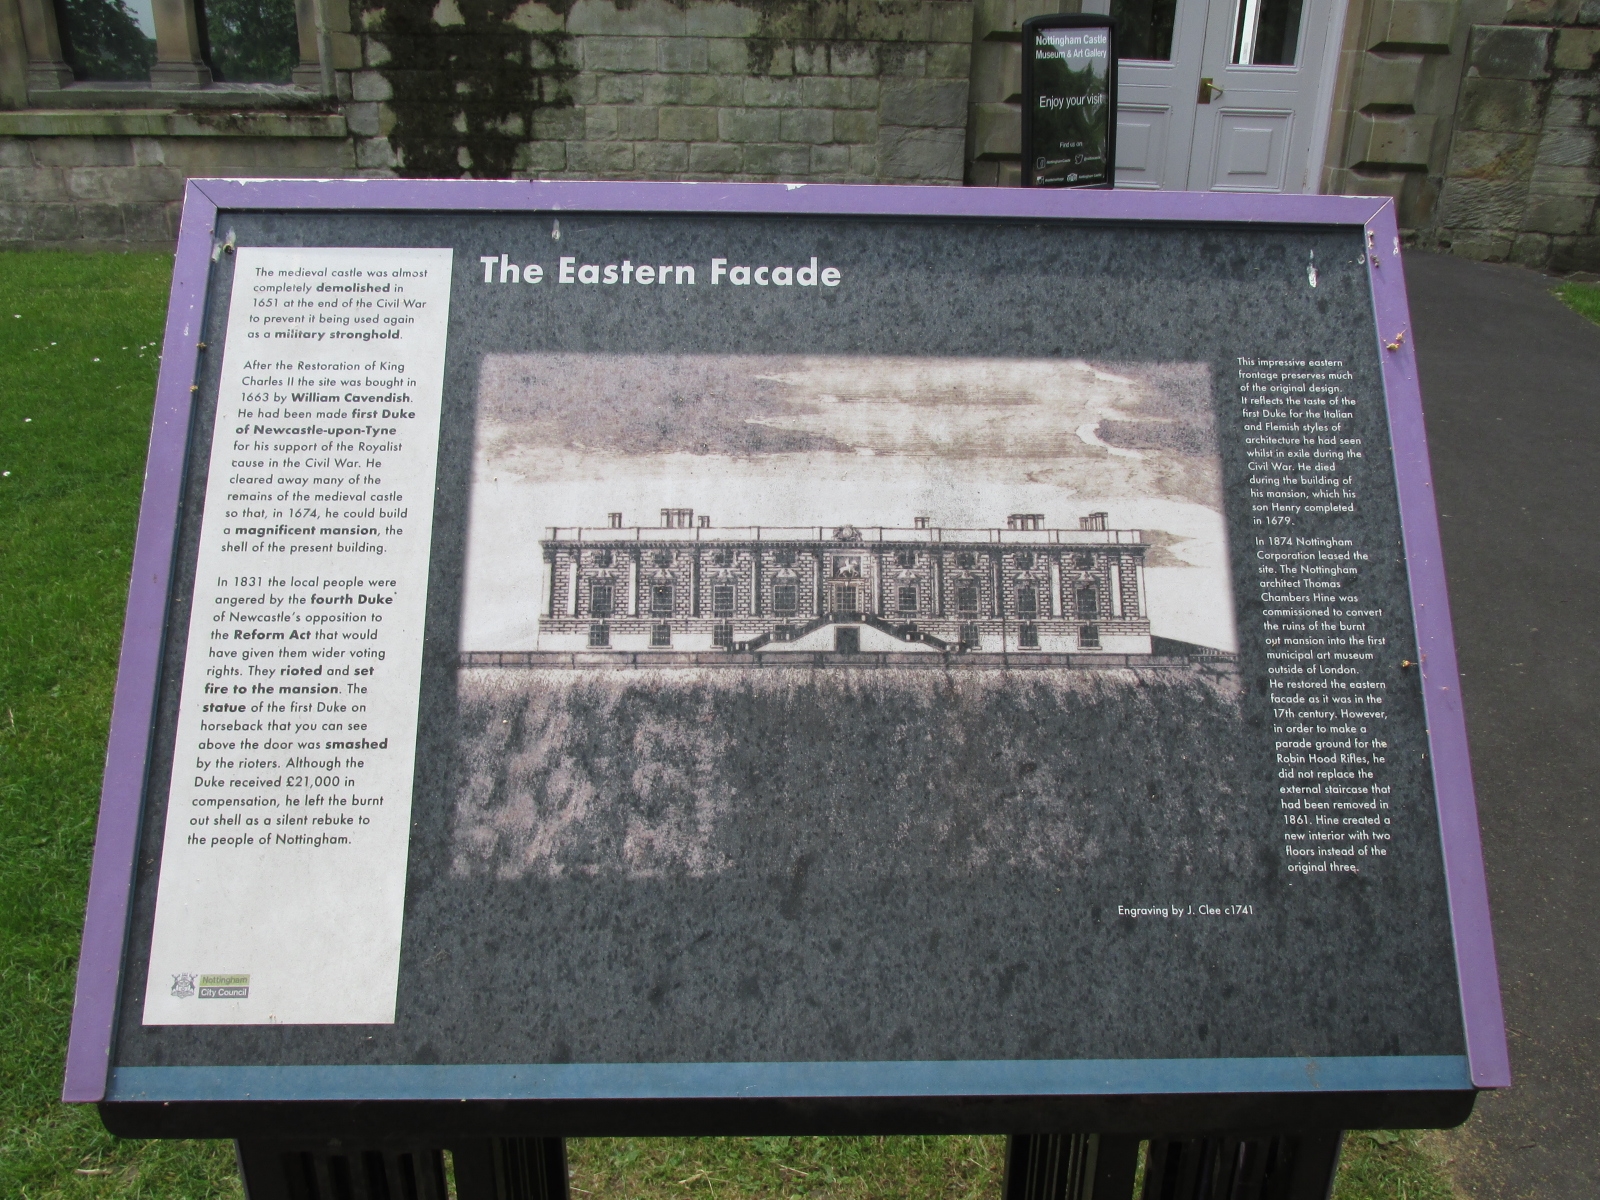 Nottingham Castle
Museum & Art Gallery
Enjoy your visit
Find us on
The Eastern Facade
The medieval castle was almost
completely demolished in
1651 at the end of the Civil War
to prevent it being used again
as a military stronghold.
After the Restoration of King
Charles II the site was bought in
1663 by William Cavendish.
He had been made first Duke
of Newcastle-upon-Tyne
for his support of the Royalist
cause in the Civil War. He
cleared away many of the
remains of the medieval castle
so that, in 1674, he could build
a magnificent mansion, the
shell of the present building.
In 1831 the local people were
angered by the fourth Duke
of Newcastle's opposition to
the Reform Act that would
have given them wider voting
rights. They rioted and set
fire to the mansion. The
statue of the first Duke on
horseback that you can see
above the door was smashed
by the rioters. Although the
Duke received £21,000 in
compensation, he left the burnt
out shell as a silent rebuke to
the people of Nottingham.
Nottingham
City Council
This impressive eastern
frontage preserves much
of the original design.
It reflects the taste of the
first Duke for the Italian
and Flemish styles of
architecture he had seen
whilst in exile during the
Civil War. He died
during the building of
his mansion, which his
son Henry completed
in 1679.
In 1874 Nottingham
Corporation leased the
site. The Nottingham
architect Thomas
Chambers Hine was
commissioned to convert
the ruins of the burnt
out mansion into the first
municipal art museum
outside of London.
He restored the eastern
facade as it was in the
17th century. However,
in order to make a
parade ground for the
Robin Hood Rifles, he
did not replace the
external staircase that
had been removed in
1861. Hine created a
new interior with two
floors instead of the
original three.
Engraving by J. Clee c1741